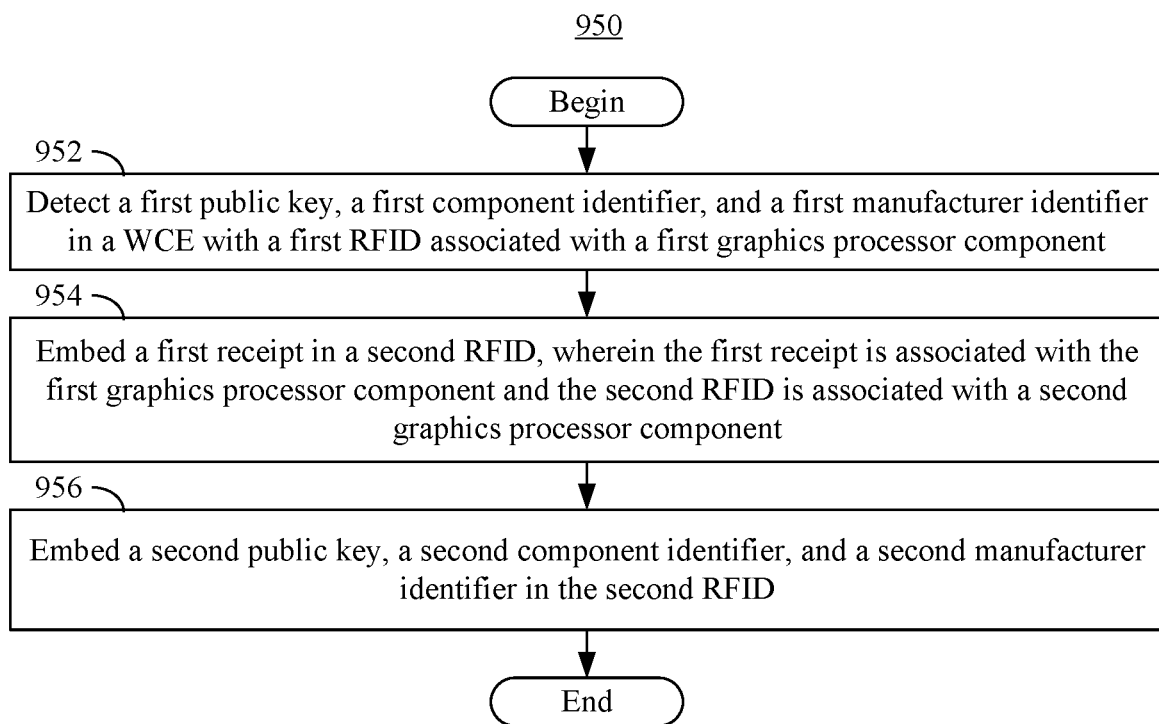 950
Begin
952
Detect a first public key, a first component identifier, and a first manufacturer identifier
in a WCE with a first RFID associated with a first graphics processor component
954
Embed a first receipt in a second RFID, wherein the first receipt is associated with the
first graphics processor component and the second RFID is associated with a second
graphics processor component
956
Embed a second public key, a second component identifier, and a second manufacturer
identifier in the second RFID
End